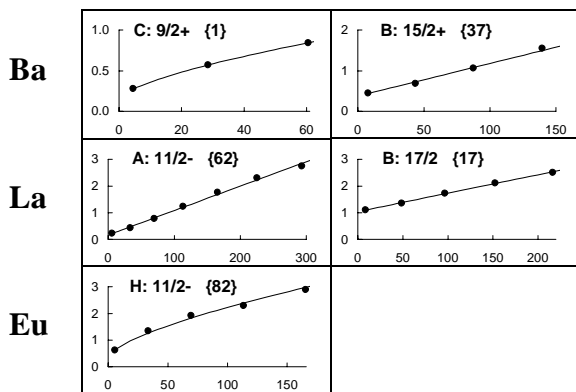 Ba
C: 9/2+ {1}
1.0
0.5
0.0
0 20 40 60
B: 15/2+ {37}
2
1
0
0 50 100 150
La
A: 11/2- {62}
3
2
1
0
0 100 200 300
B: 17/2 {17}
3
2
1
0
0 50 100 150 200
Eu
H: 11/2- {82}
3
2
1
0
0 50 100 150